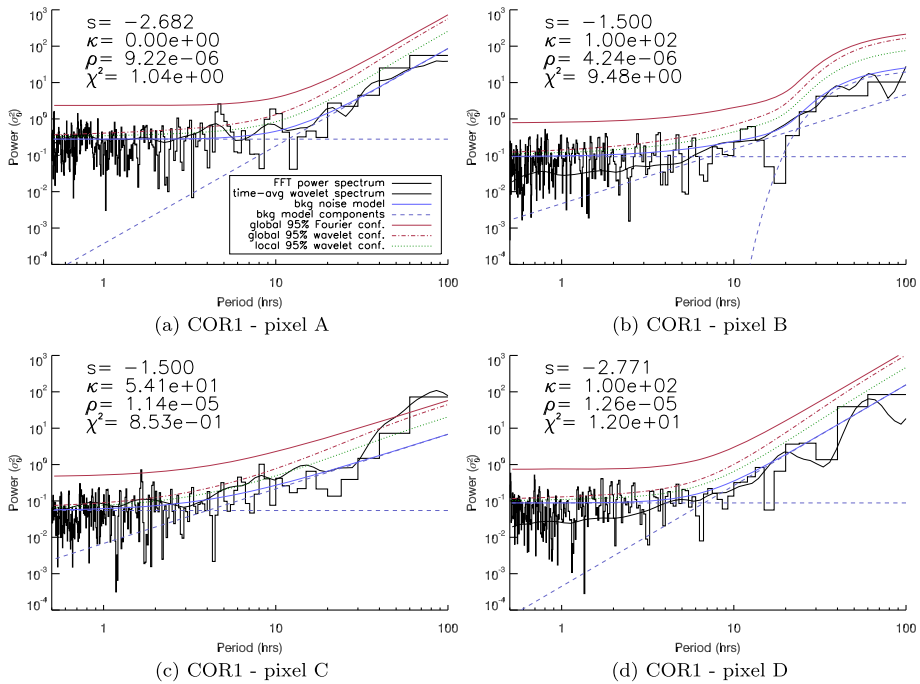 s= −2.682
κ= 0.00e+00
ρ= 9.22e−06
χ²= 1.04e+00
10³
10²
10¹
10⁰
10⁻¹
10⁻²
10⁻³
10⁻⁴
Power (σ₀²)
FFT power spectrum
time-avg wavelet spectrum
bkg noise model
bkg model components
global 95% Fourier conf.
global 95% wavelet conf.
local 95% wavelet conf.
1 10 100
Period (hrs)
(a) COR1 - pixel A
s= −1.500
κ= 1.00e+02
ρ= 4.24e−06
χ²= 9.48e+00
10³
10²
10¹
10⁰
10⁻¹
10⁻²
10⁻³
10⁻⁴
Power (σ₀²)
1 10 100
Period (hrs)
(b) COR1 - pixel B
s= −1.500
κ= 5.41e+01
ρ= 1.14e−05
χ²= 8.53e−01
10³
10²
10¹
10⁰
10⁻¹
10⁻²
10⁻³
10⁻⁴
Power (σ₀²)
1 10 100
Period (hrs)
(c) COR1 - pixel C
s= −2.771
κ= 1.00e+02
ρ= 1.26e−05
χ²= 1.20e+01
10³
10²
10¹
10⁰
10⁻¹
10⁻²
10⁻³
10⁻⁴
Power (σ₀²)
1 10 100
Period (hrs)
(d) COR1 - pixel D